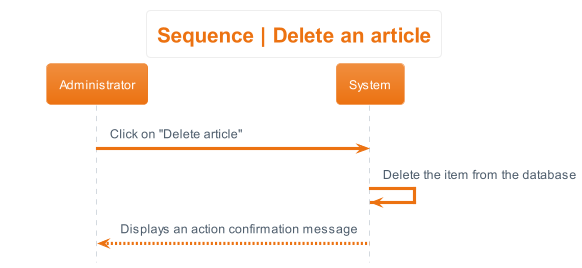 Sequence | Delete an article
Administrator
System
Click on "Delete article"
Delete the item from the database
Displays an action confirmation message